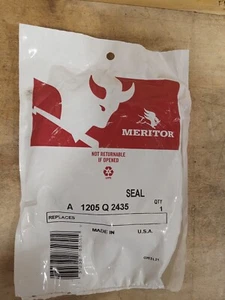 MERITOR
NOT RETURNABLE
IF OPENED
SEAL
A 1205 Q 2435
QTY
1
REPLACES
MADE IN U.S.A.